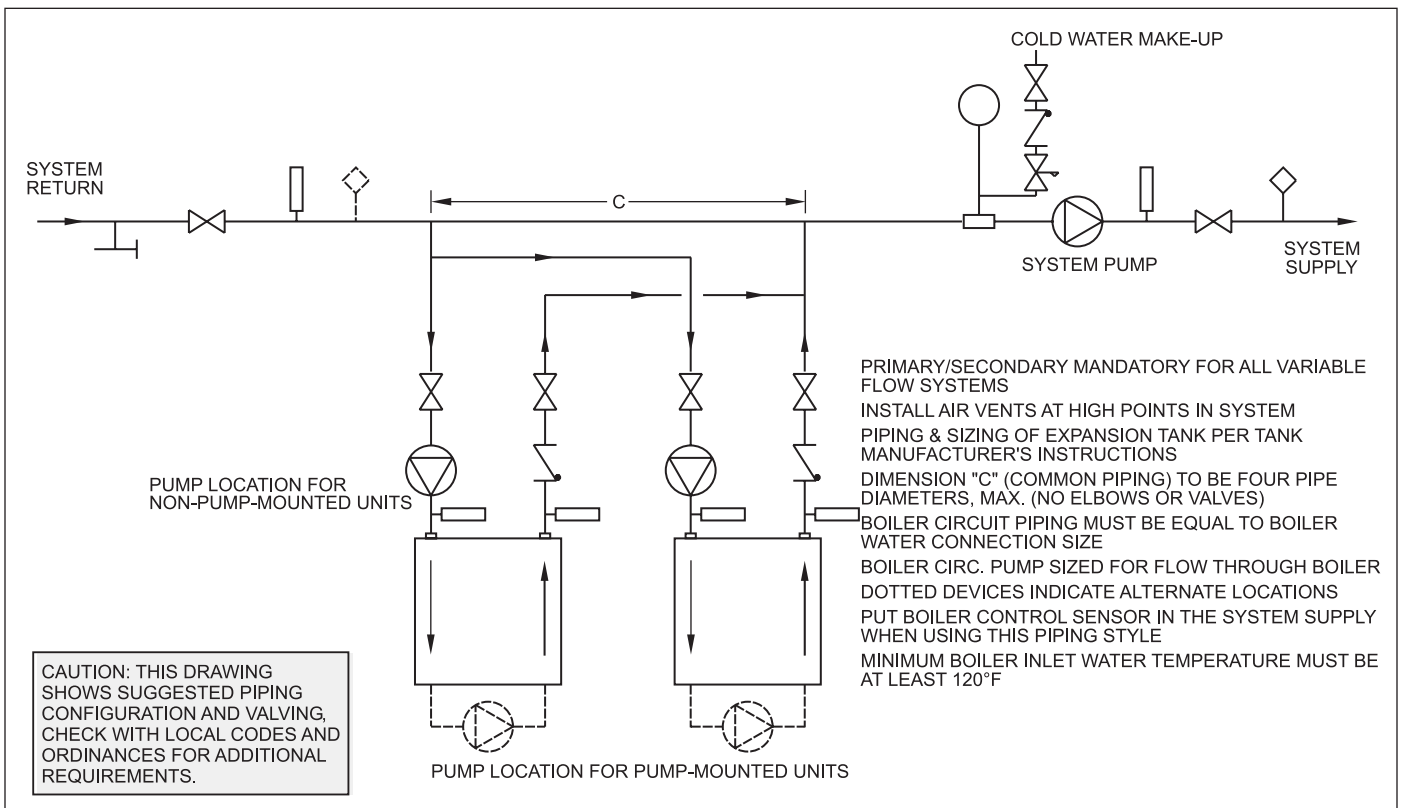 COLD WATER MAKE-UP
SYSTEM
RETURN
C
SYSTEM PUMP
SYSTEM
SUPPLY
PUMP LOCATION FOR
NON-PUMP-MOUNTED UNITS
PRIMARY/SECONDARY MANDATORY FOR ALL VARIABLE
FLOW SYSTEMS
INSTALL AIR VENTS AT HIGH POINTS IN SYSTEM
PIPING & SIZING OF EXPANSION TANK PER TANK
MANUFACTURER'S INSTRUCTIONS
DIMENSION "C" (COMMON PIPING) TO BE FOUR PIPE
DIAMETERS, MAX. (NO ELBOWS OR VALVES)
BOILER CIRCUIT PIPING MUST BE EQUAL TO BOILER
WATER CONNECTION SIZE
BOILER CIRC. PUMP SIZED FOR FLOW THROUGH BOILER
DOTTED DEVICES INDICATE ALTERNATE LOCATIONS
PUT BOILER CONTROL SENSOR IN THE SYSTEM SUPPLY
WHEN USING THIS PIPING STYLE
MINIMUM BOILER INLET WATER TEMPERATURE MUST BE
AT LEAST 120°F
CAUTION: THIS DRAWING
SHOWS SUGGESTED PIPING
CONFIGURATION AND VALVING,
CHECK WITH LOCAL CODES AND
ORDINANCES FOR ADDITIONAL
REQUIREMENTS.
PUMP LOCATION FOR PUMP-MOUNTED UNITS